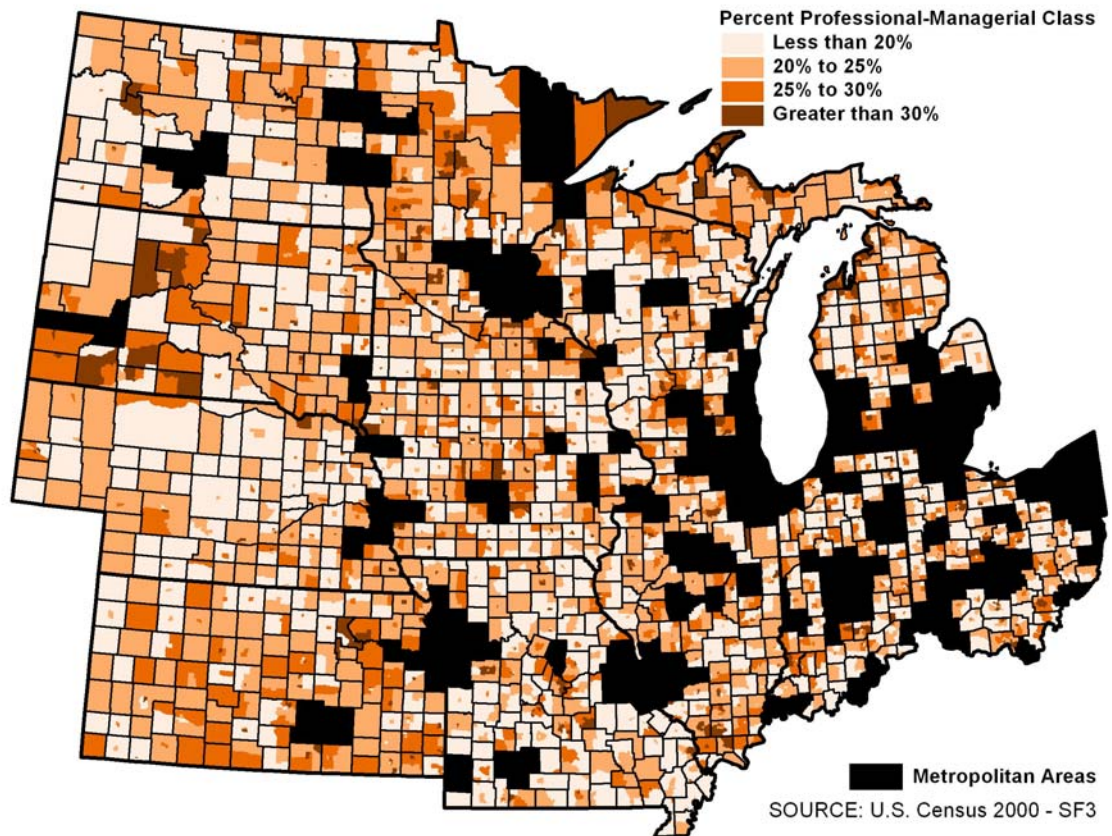 Percent Professional-Managerial Class
Less than 20%
20% to 25%
25% to 30%
Greater than 30%
Metropolitan Areas
SOURCE: U.S. Census 2000 - SF3